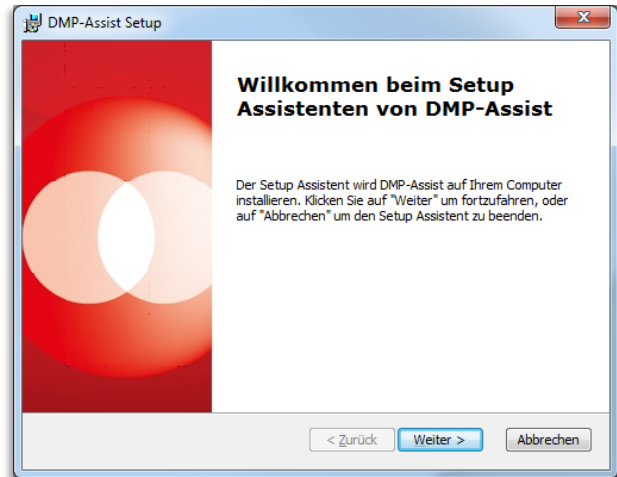 DMP-Assist Setup
Willkommen beim Setup
Assistenten von DMP-Assist
Der Setup Assistent wird DMP-Assist auf Ihrem Computer
installieren. Klicken Sie auf "Weiter" um fortzufahren, oder
auf "Abbrechen" um den Setup Assistent zu beenden.
< Zurück Weiter > Abbrechen